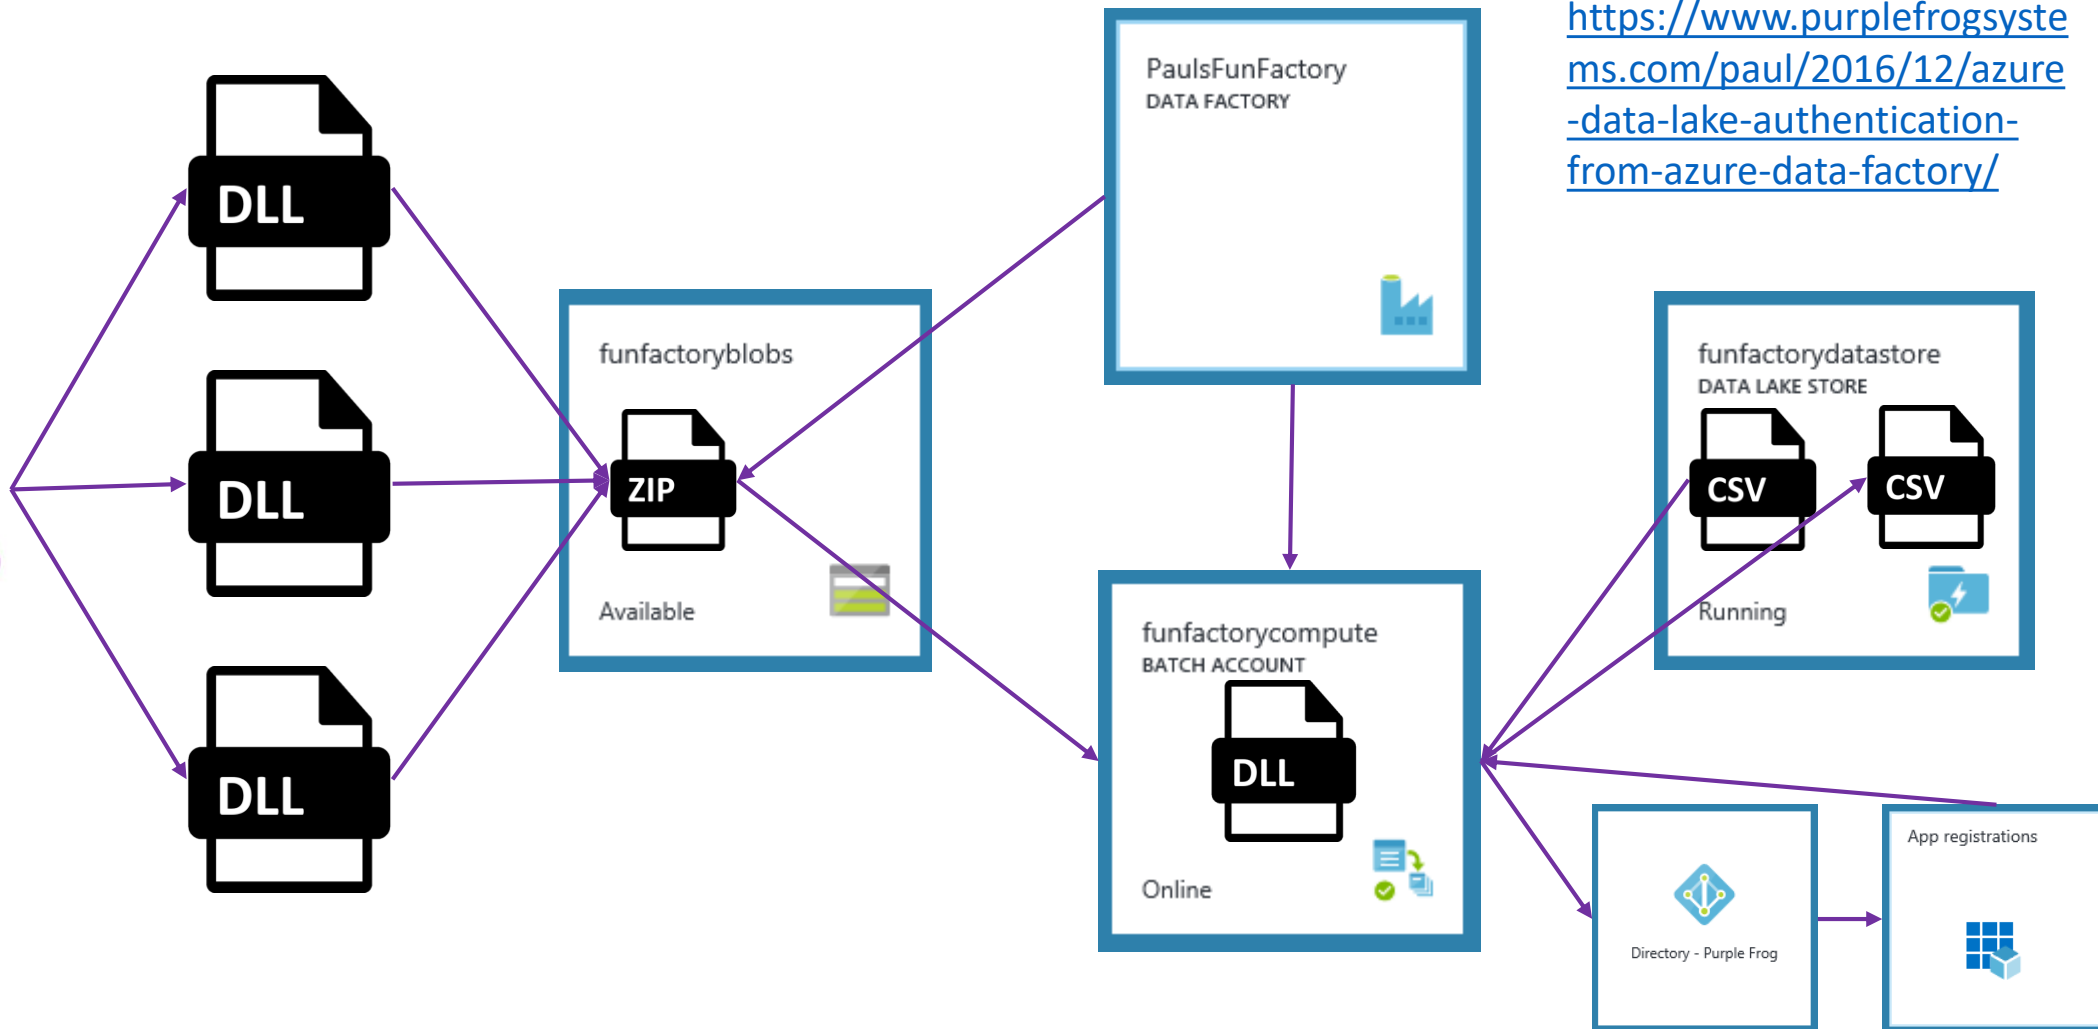 https://www.purplefrogsyste
ms.com/paul/2016/12/azure
-data-lake-authentication-
from-azure-data-factory/
PaulsFunFactory
DATA FACTORY
DLL
DLL
DLL
funfactoryblobs
ZIP
Available
funfactorycompute
BATCH ACCOUNT
DLL
Online
funfactorydatastore
DATA LAKE STORE
CSV
CSV
Running
Directory - Purple Frog
App registrations